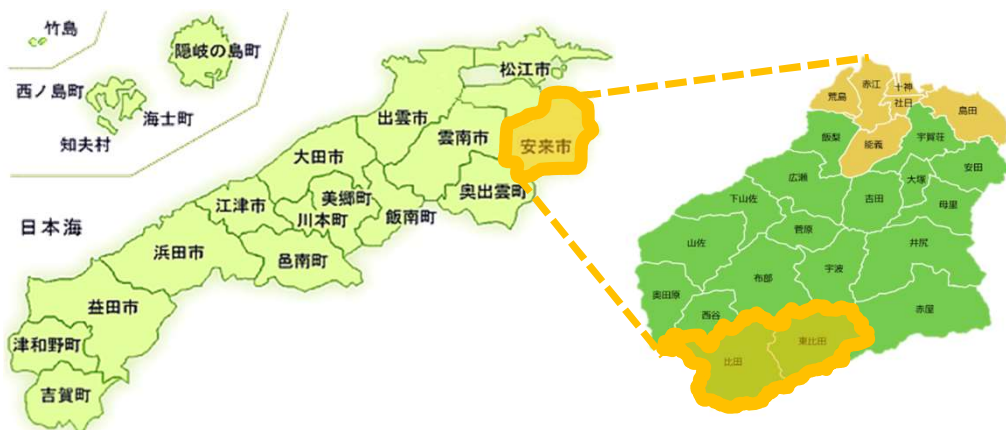 竹島
隠岐の島町
西ノ島町
海士町
知夫村
松江市
出雲市
雲南市
安来市
大田市
奥出雲町
美郷町
江津市
川本町
飯南町
日本海
浜田市
邑南町
益田市
津和野町
吉賀町
赤江
十神
荒島
社日
島田
飯梨
能義
宇賀荘
安田
広瀬
大塚
下山佐
吉田
母里
菅原
山佐
井尻
布部
宇波
奥田原
西谷
赤屋
東比田
比田